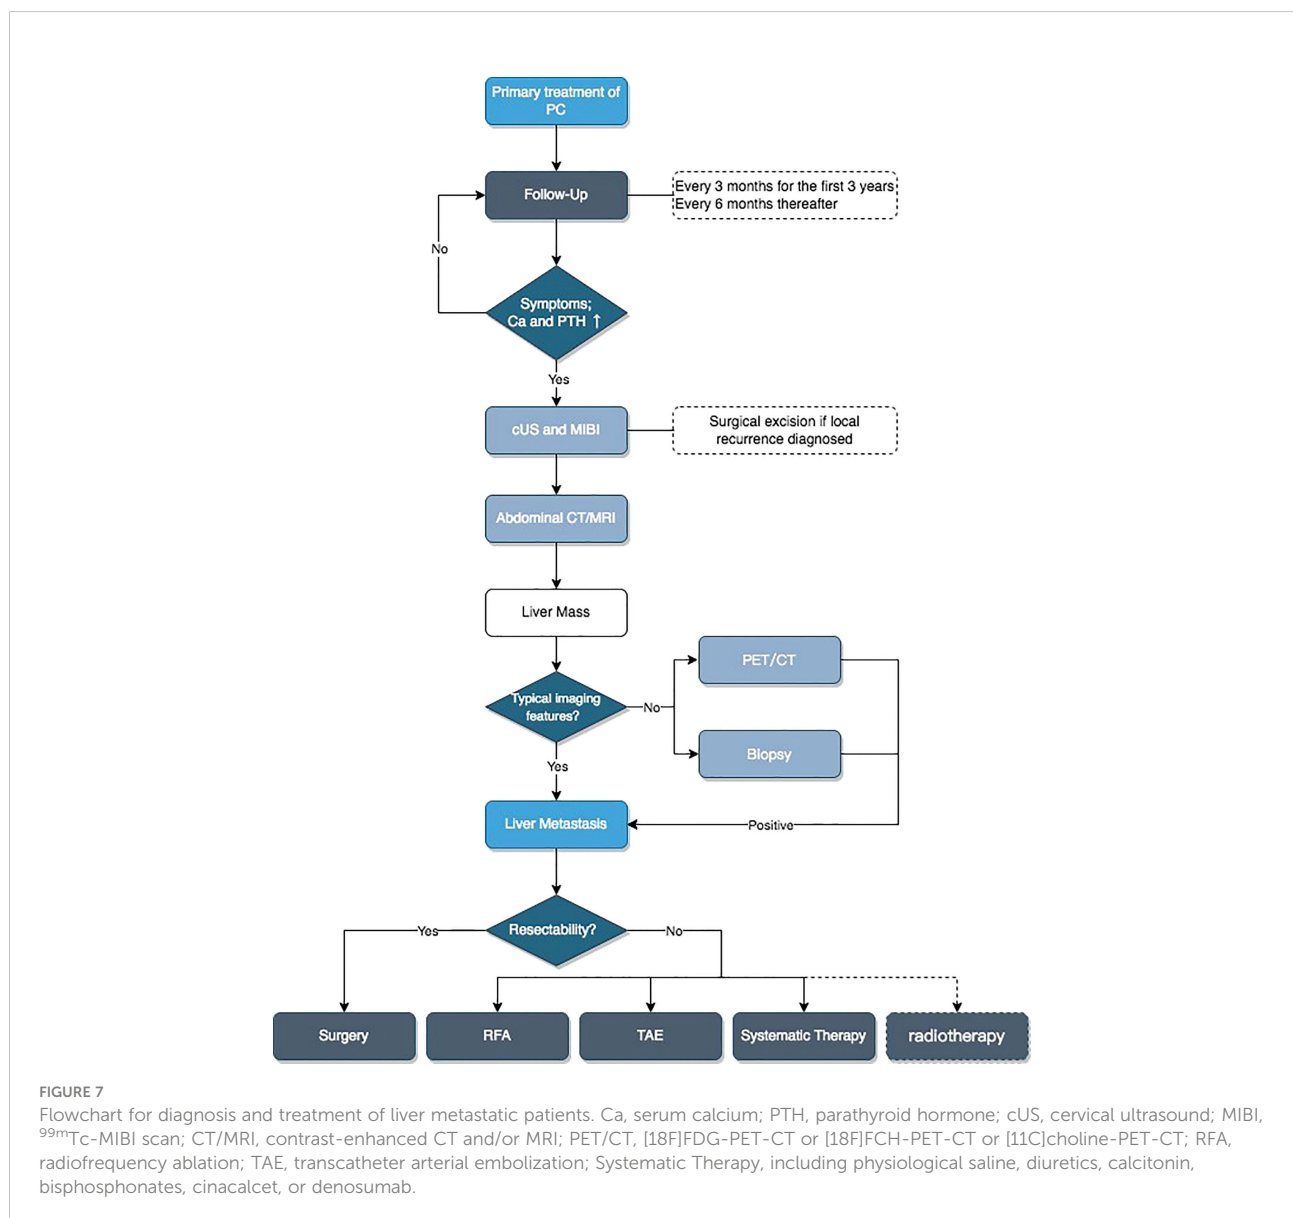 Primary treatment of
PC
Follow-Up
Every 3 months for the first 3 years
Every 6 months thereafter
No
Symptoms;
Ca and PTH ↑
Yes
cUS and MIBI
Surgical excision if local
recurrence diagnosed
Abdominal CT/MRI
Liver Mass
PET/CT
Typical imaging
features?
No
Biopsy
Yes
Liver Metastasis
Positive
Resectability?
Yes
No
Surgery
RFA
TAE
Systematic Therapy
radiotherapy
FIGURE 7
Flowchart for diagnosis and treatment of liver metastatic patients. Ca, serum calcium; PTH, parathyroid hormone; cUS, cervical ultrasound; MIBI,
⁹⁹ᵐTc-MIBI scan; CT/MRI, contrast-enhanced CT and/or MRI; PET/CT, [18F]FDG-PET-CT or [18F]FCH-PET-CT or [11C]choline-PET-CT; RFA,
radiofrequency ablation; TAE, transcatheter arterial embolization; Systematic Therapy, including physiological saline, diuretics, calcitonin,
bisphosphonates, cinacalcet, or denosumab.